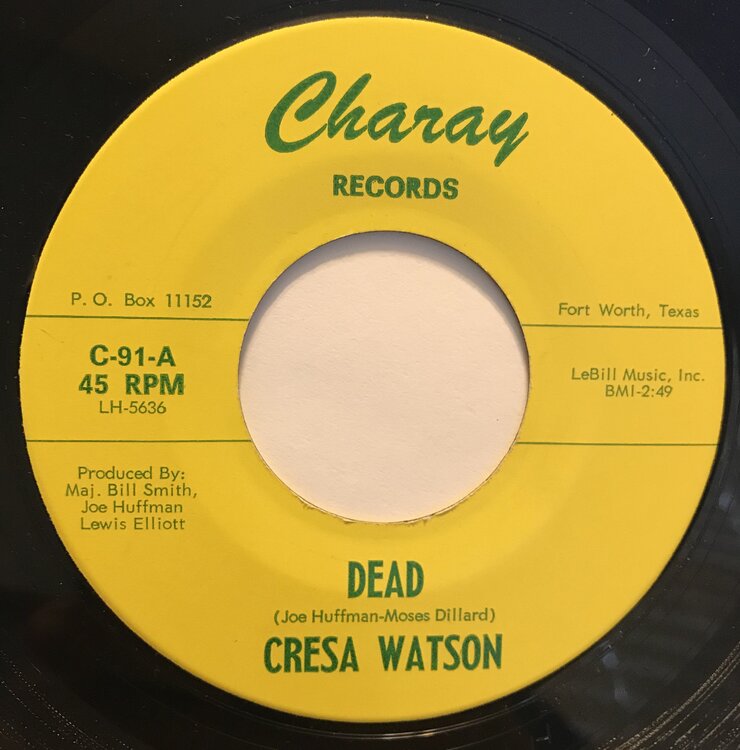 Charay
RECORDS
P. O. Box 11152
Fort Worth, Texas
C-91-A
45 RPM
LH-5636
LeBill Music, Inc.
BMI-2:49
Produced By:
Maj. Bill Smith,
Joe Huffman
Lewis Elliott
DEAD
(Joe Huffman-Moses Dillard)
CRESA WATSON